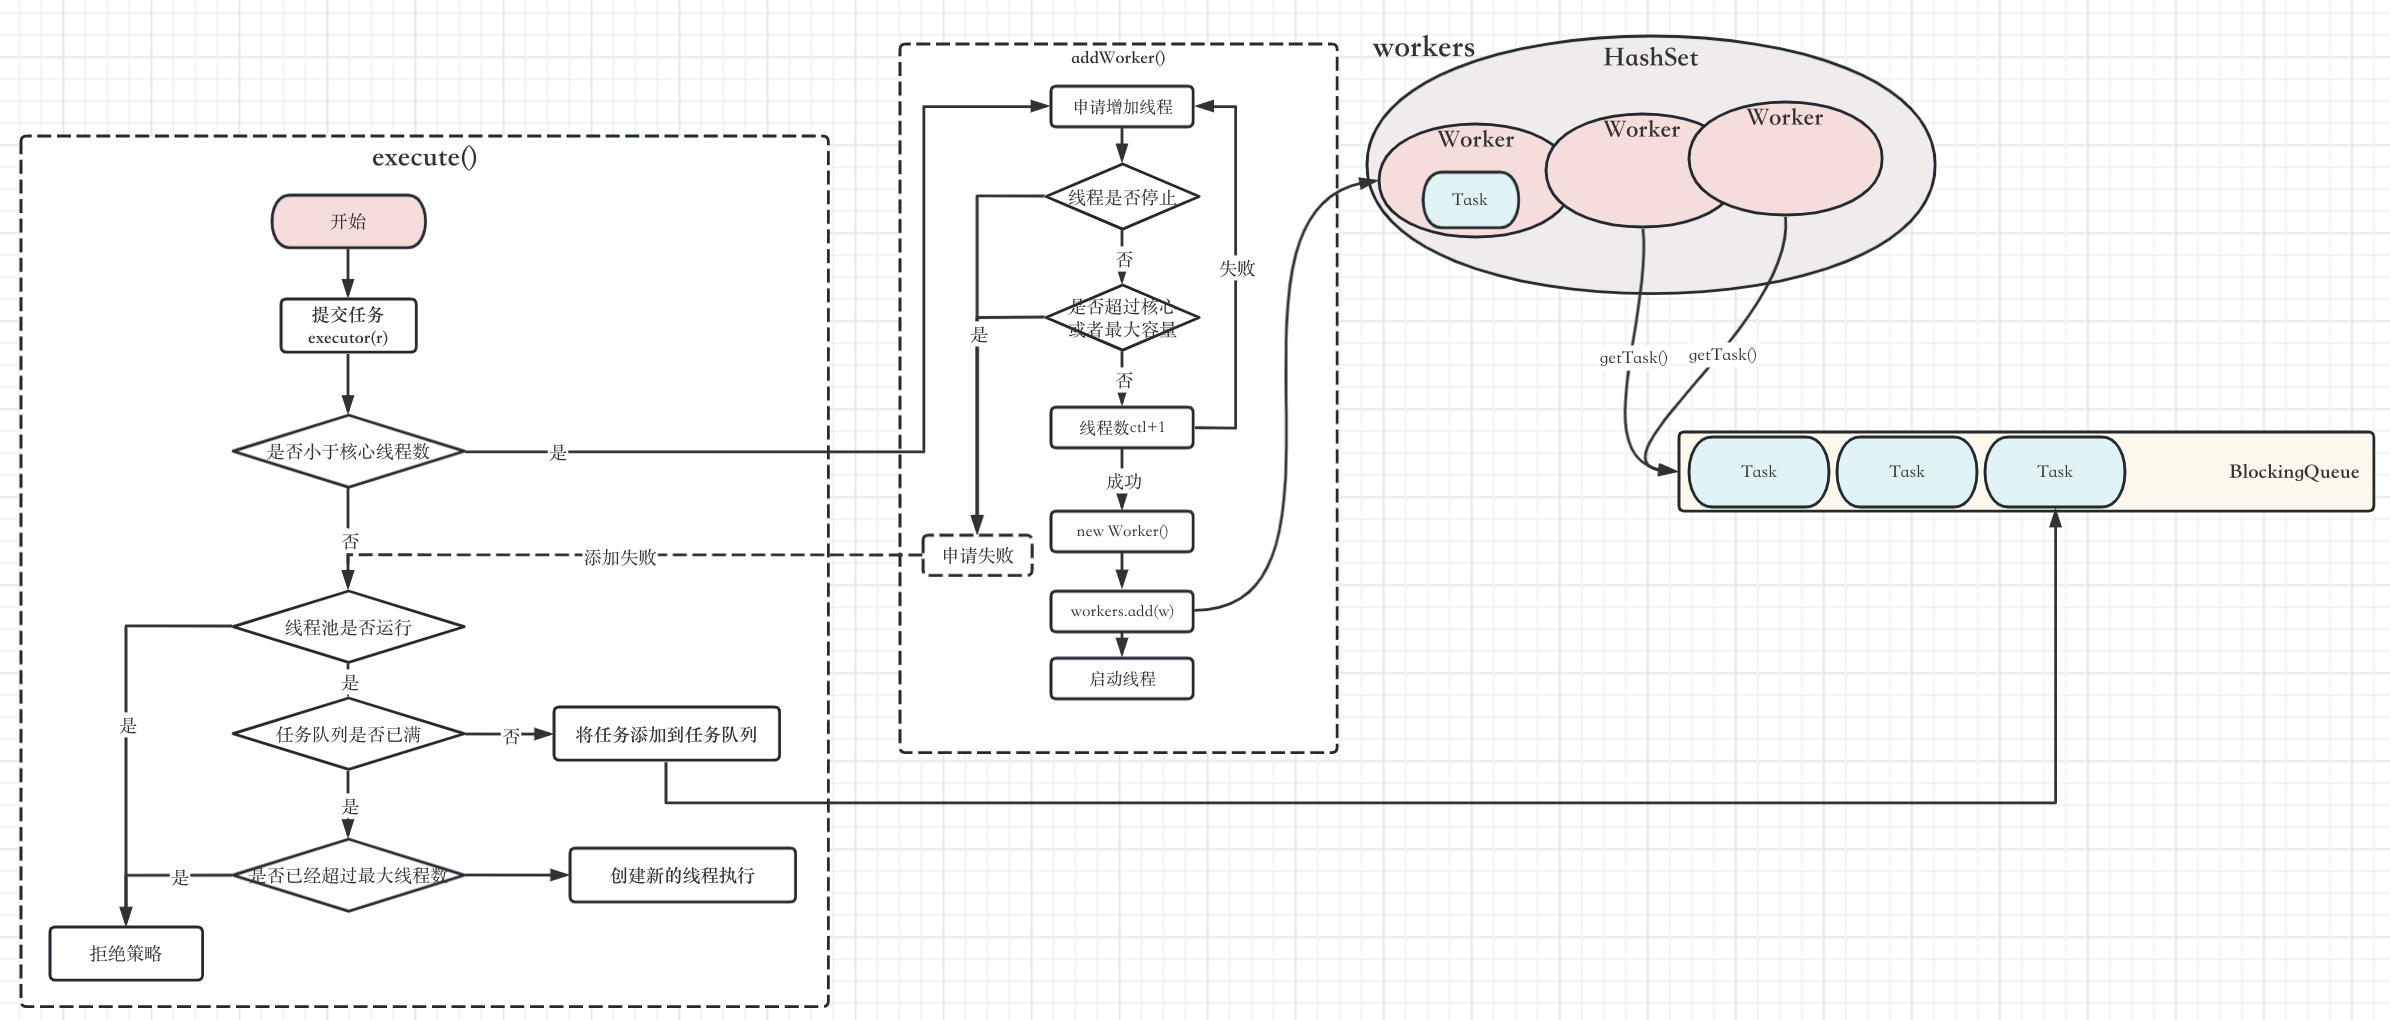 execute()
开始
提交任务
executor(r)
是否小于核心线程数
是
否
添加失败
线程池是否运行
是
是
任务队列是否已满
否
将任务添加到任务队列
是
是否已经超过最大线程数
是
创建新的线程执行
拒绝策略
addWorker()
申请增加线程
线程是否停止
否
失败
是否超过核心
或者最大容量
是
否
线程数ctl+1
成功
new Worker()
申请失败
workers.add(w)
启动线程
workers
HashSet
Worker
Worker
Worker
Task
getTask()
getTask()
Task
Task
Task
BlockingQueue